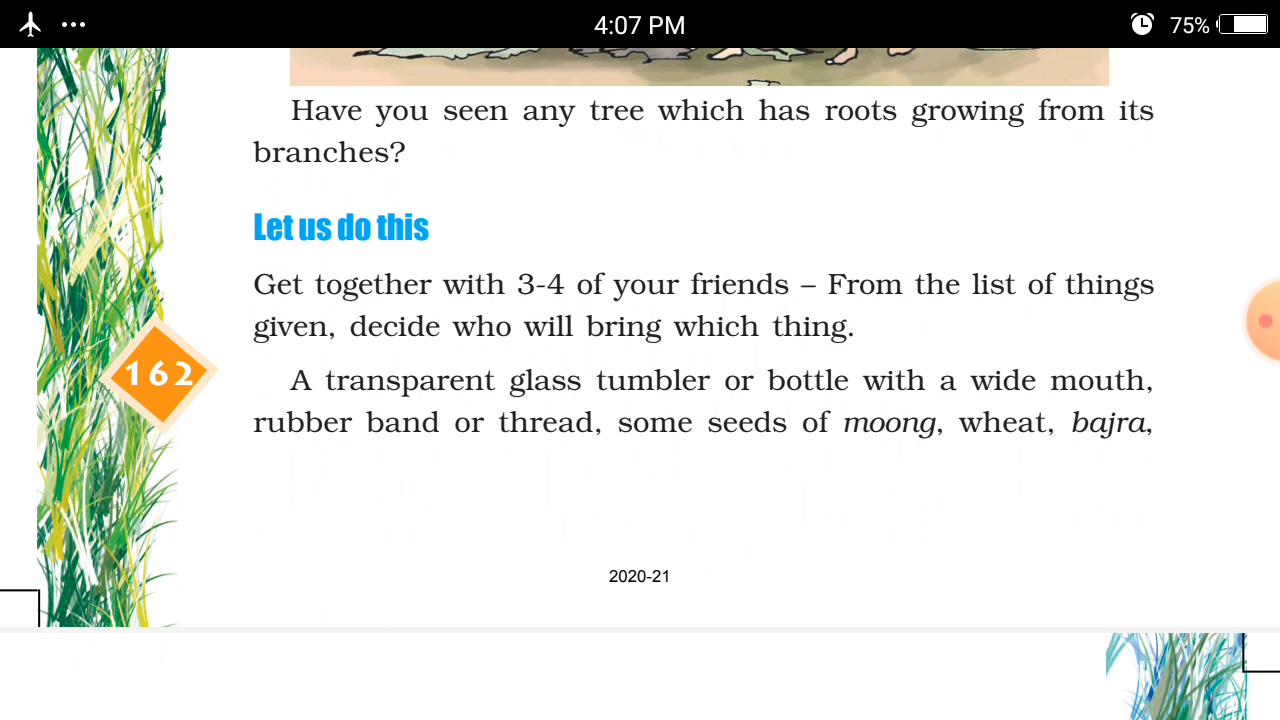 4:07 PM
75%
Have you seen any tree which has roots growing from its
branches?
Let us do this
Get together with 3-4 of your friends – From the list of things
given, decide who will bring which thing.
162
A transparent glass tumbler or bottle with a wide mouth,
rubber band or thread, some seeds of moong, wheat, bajra,
2020-21